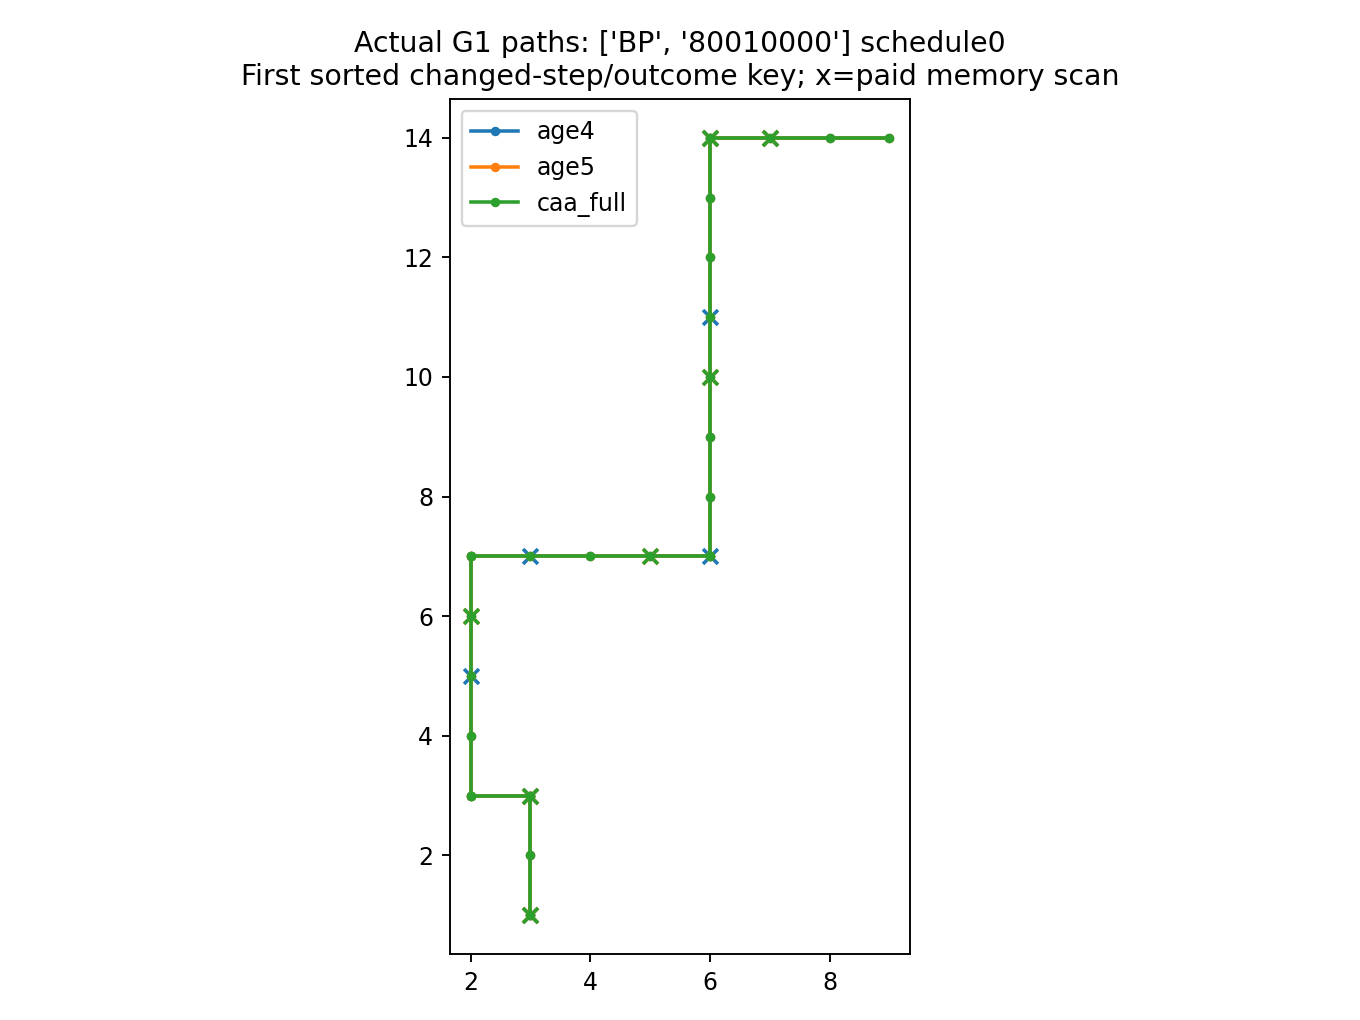 Actual G1 paths: ['BP', '80010000'] schedule0
First sorted changed-step/outcome key; x=paid memory scan
age4
age5
caa_full
14
12
10
8
6
4
2
2 4 6 8